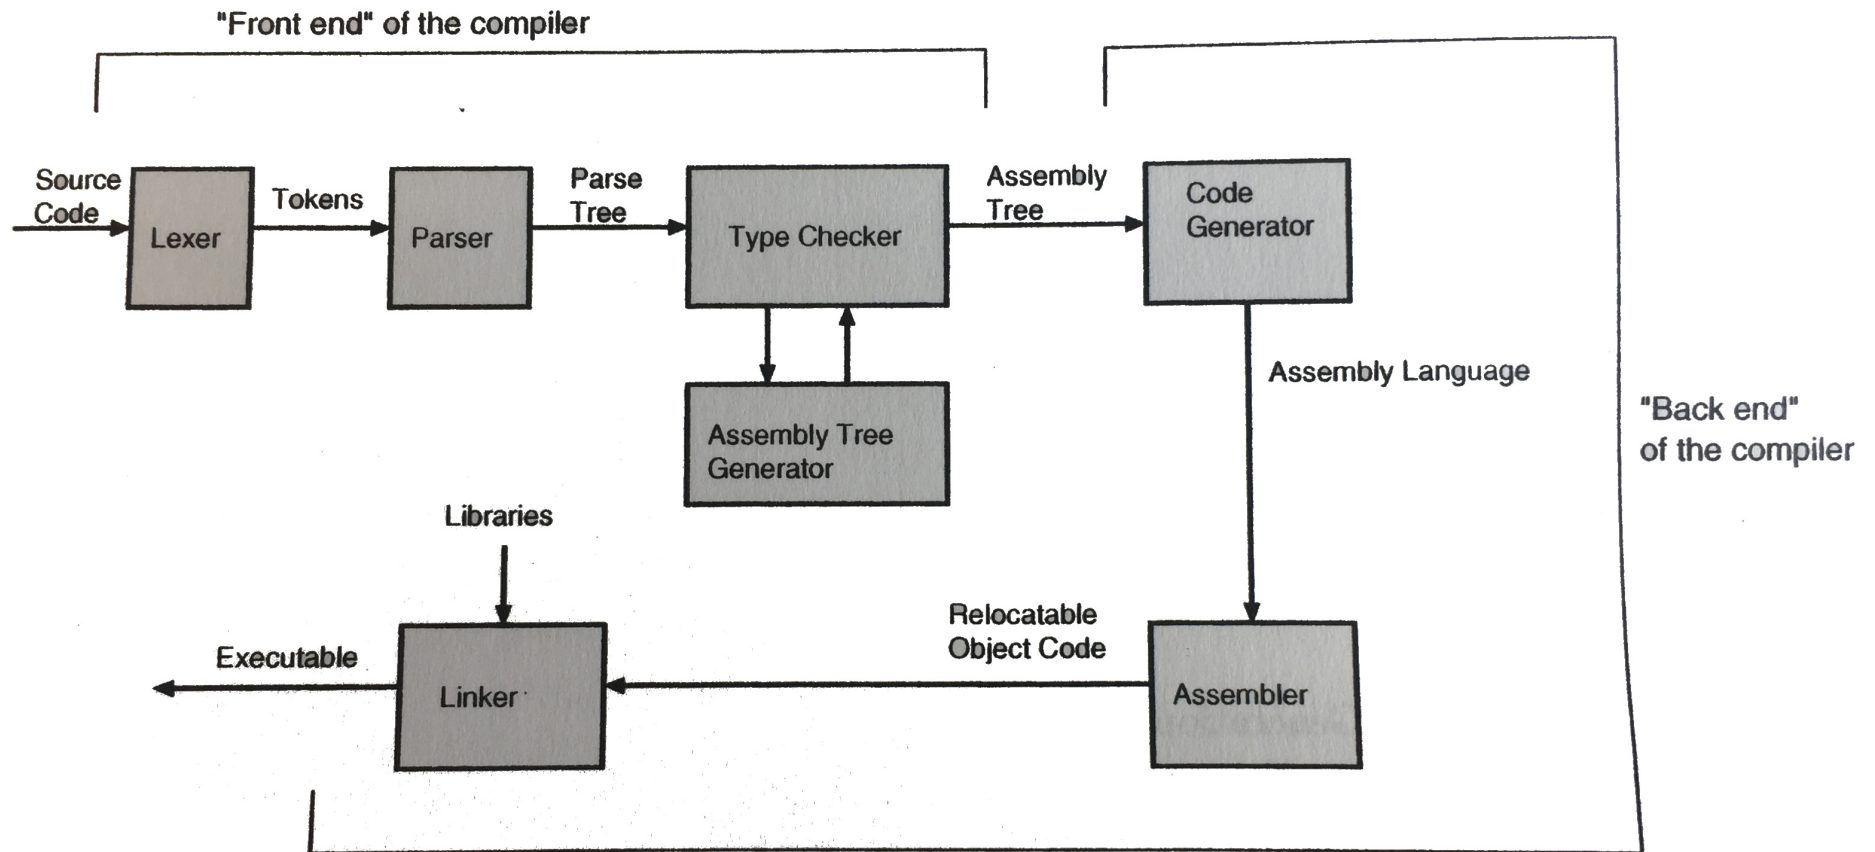 "Front end" of the compiler
Source
Code
Lexer
Tokens
Parser
Parse
Tree
Type Checker
Assembly
Tree
Code
Generator
Assembly Language
"Back end"
of the compiler
Assembly Tree
Generator
Libraries
Executable
Linker
Relocatable
Object Code
Assembler